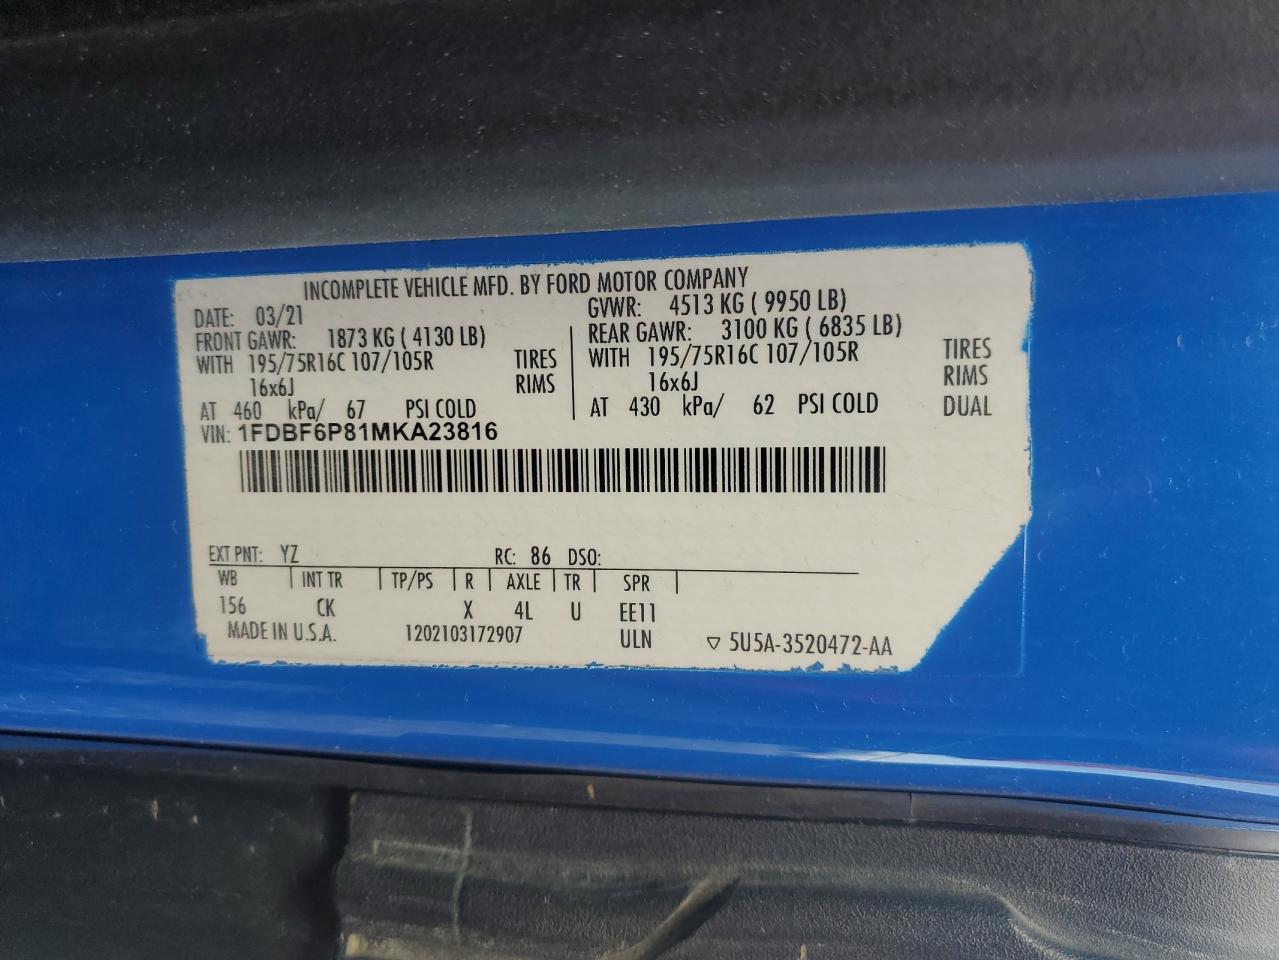 INCOMPLETE VEHICLE MFD. BY FORD MOTOR COMPANY
DATE: 03/21 GVWR: 4513 KG ( 9950 LB)
FRONT GAWR: 1873 KG ( 4130 LB) REAR GAWR: 3100 KG ( 6835 LB)
WITH 195/75R16C 107/105R TIRES WITH 195/75R16C 107/105R TIRES
16x6J RIMS 16x6J RIMS
AT 460 kPa/ 67 PSI COLD AT 430 kPa/ 62 PSI COLD DUAL
VIN: 1FDBF6P81MKA23816
EXT PNT: YZ RC: 86 DSO:
WB INT TR TP/PS R AXLE TR SPR
156 CK X 4L U EE11
MADE IN U.S.A. 1202103172907 ULN ▽ 5U5A-3520472-AA